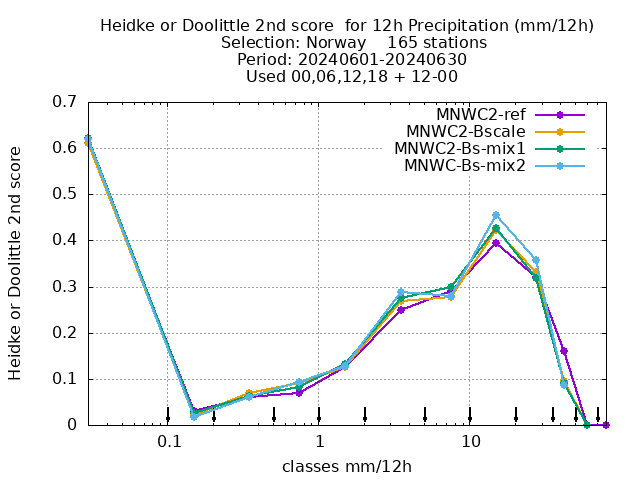 Heidke or Doolittle 2nd score  for 12h Precipitation (mm/12h)
Selection: Norway    165 stations
Period: 20240601-20240630
Used 00,06,12,18 + 12-00
MNWC2-ref
MNWC2-Bscale
MNWC2-Bs-mix1
MNWC-Bs-mix2
Heidke or Doolittle 2nd score
0.7
0.6
0.5
0.4
0.3
0.2
0.1
0
0.1 1 10
classes mm/12h